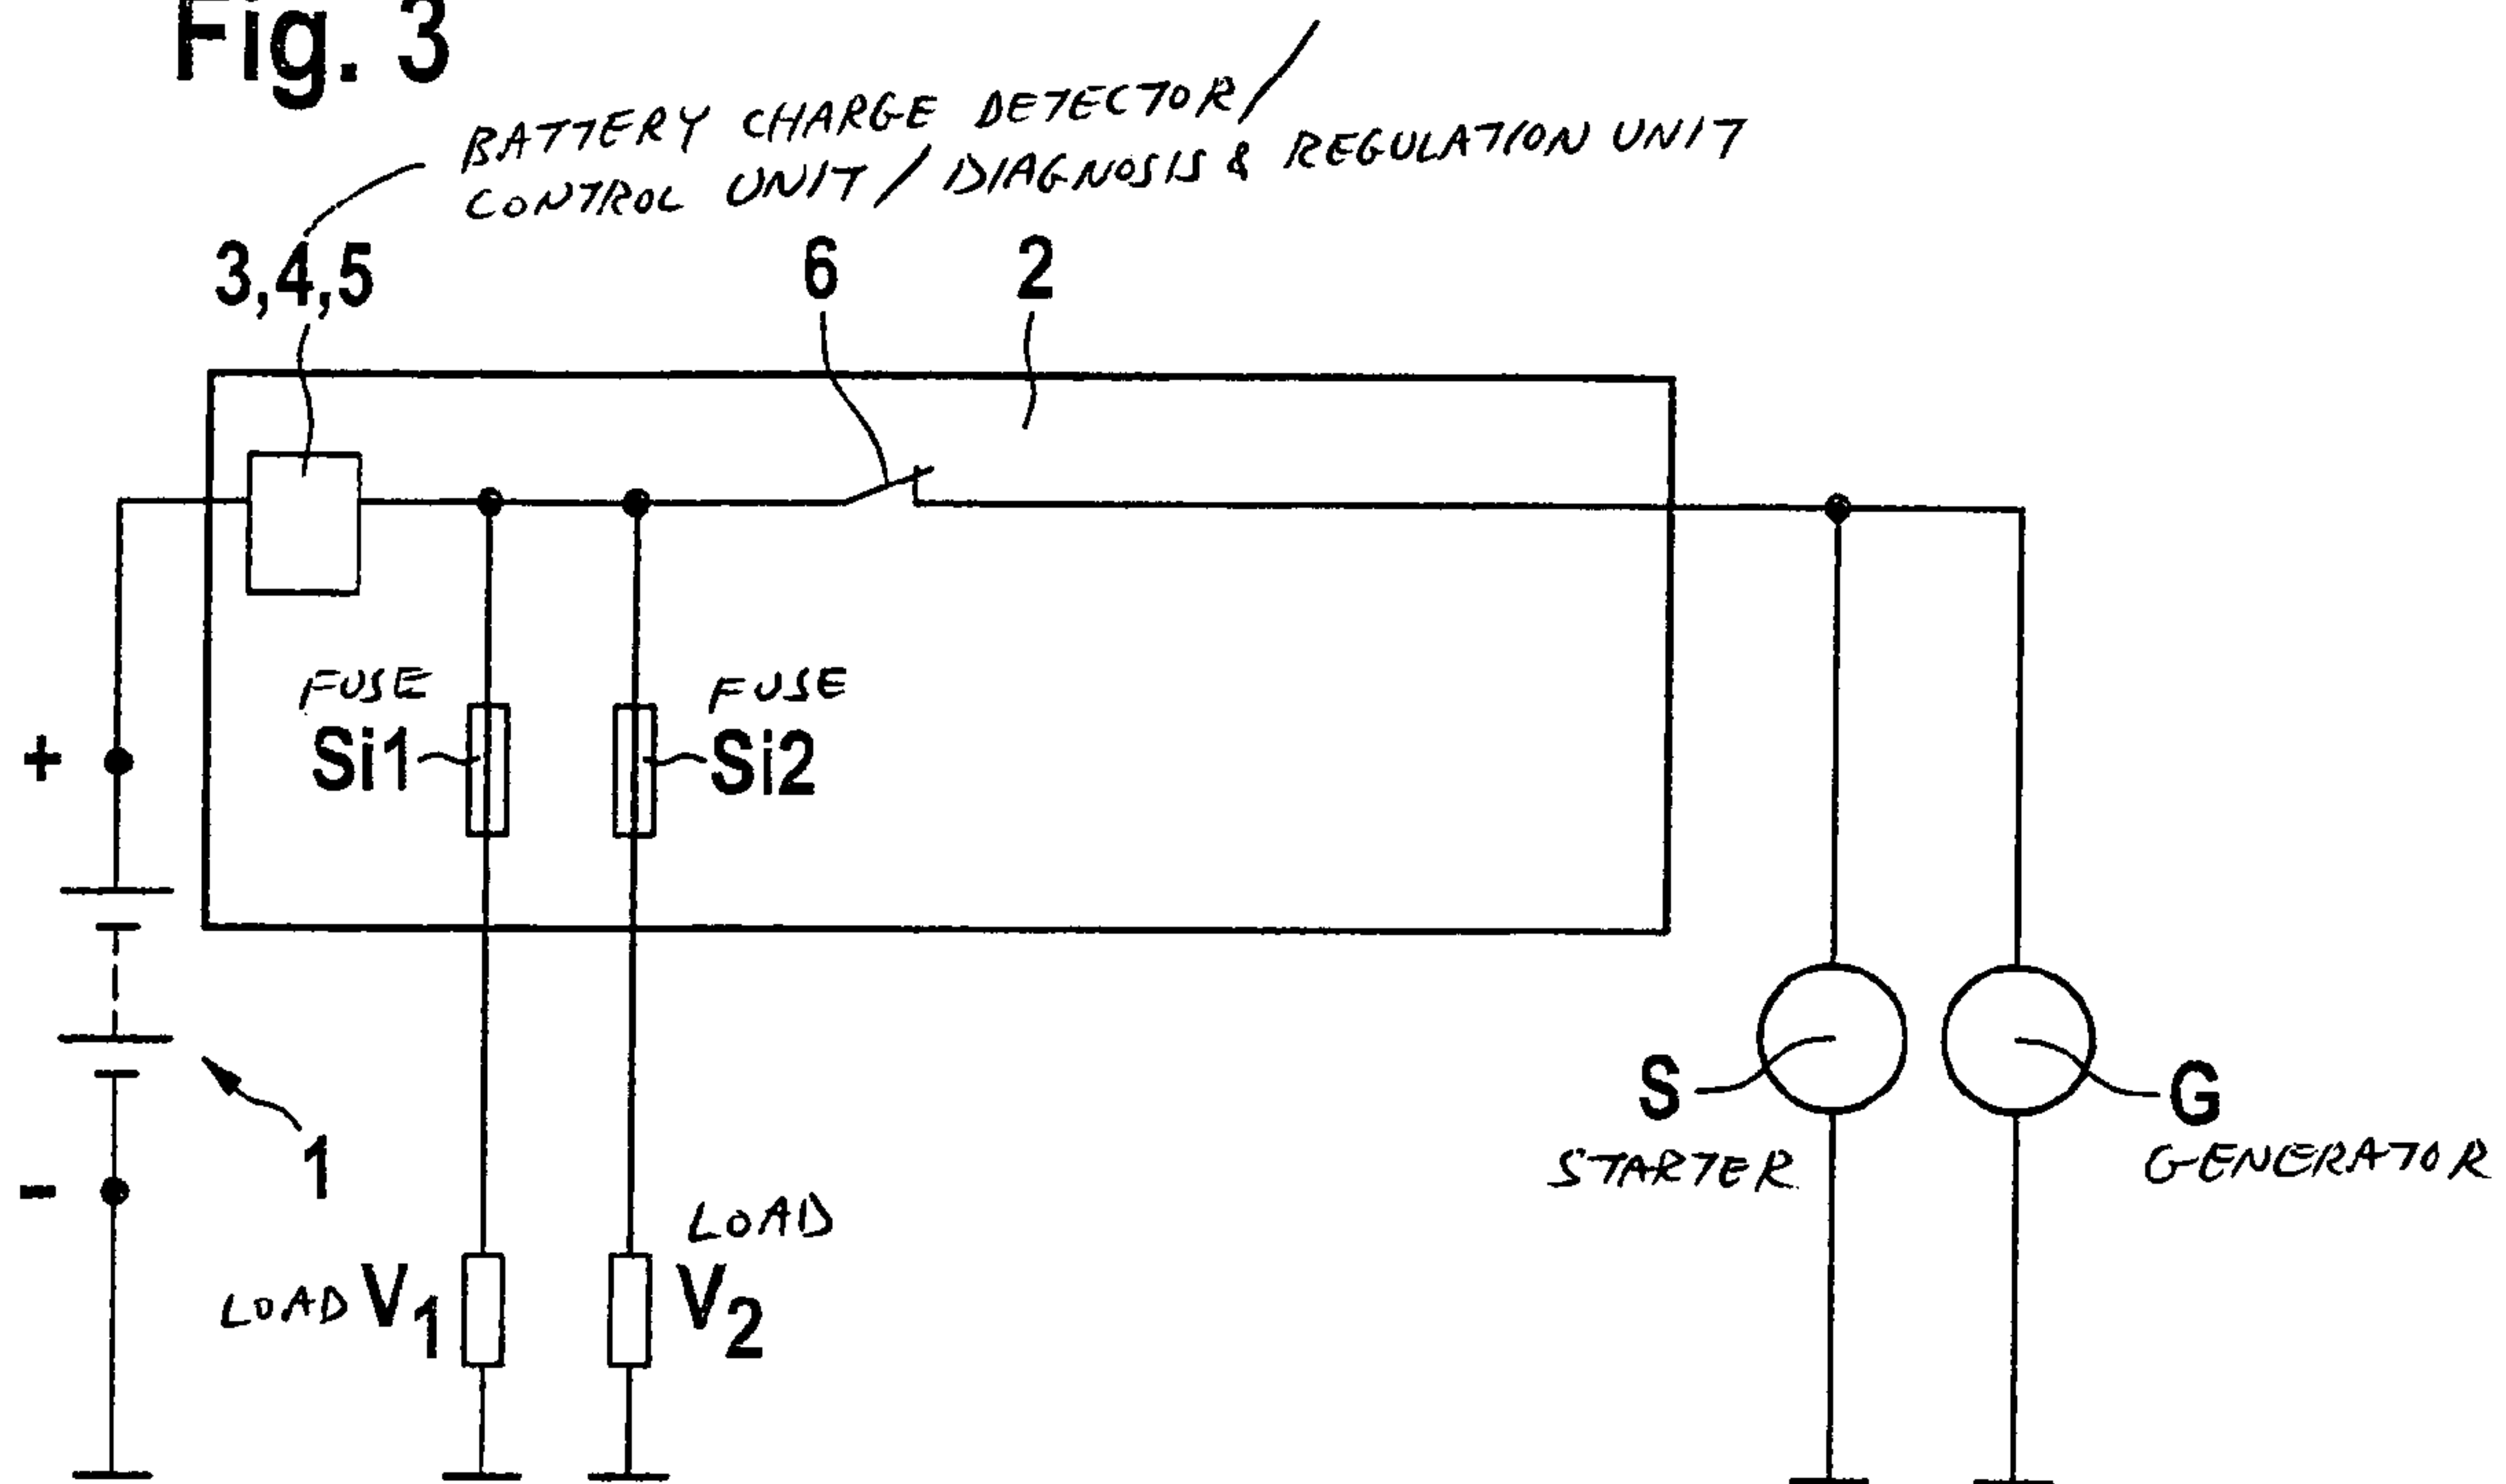 Fig. 3
BATTERY CHARGE DETECTOR/
CONTROL UNIT / DIAGNOSIS & REGULATION UNIT
3,4,5
6
2
FUSE
Si1
FUSE
Si2
+
-
1
S
STARTER
G
GENERATOR
LOAD
V2
LOAD V1